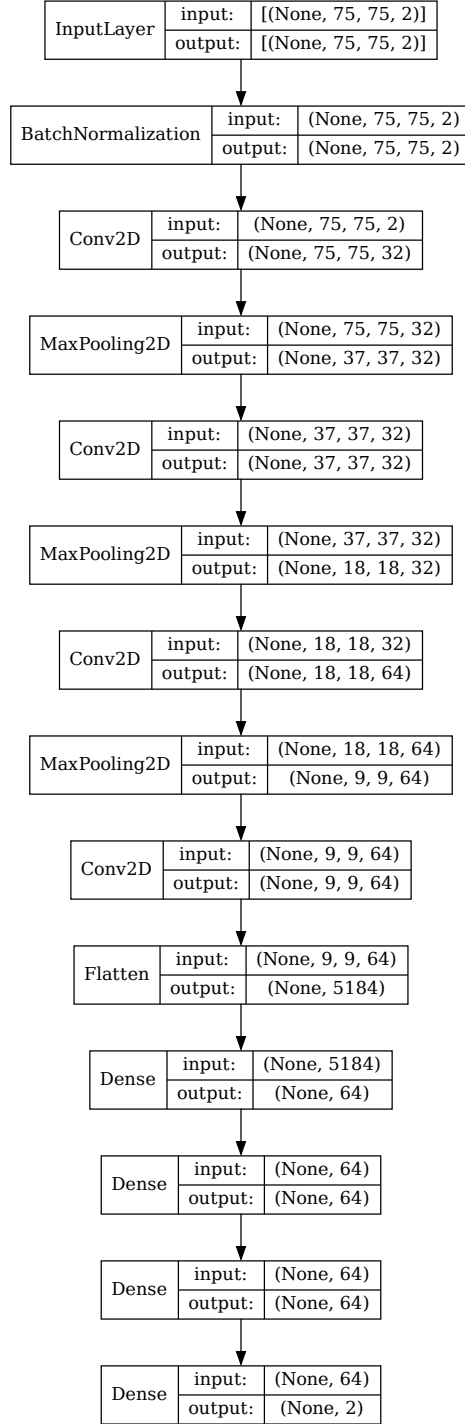 InputLayer input: [(None, 75, 75, 2)]
output: [(None, 75, 75, 2)]
BatchNormalization input: (None, 75, 75, 2)
output: (None, 75, 75, 2)
Conv2D input: (None, 75, 75, 2)
output: (None, 75, 75, 32)
MaxPooling2D input: (None, 75, 75, 32)
output: (None, 37, 37, 32)
Conv2D input: (None, 37, 37, 32)
output: (None, 37, 37, 32)
MaxPooling2D input: (None, 37, 37, 32)
output: (None, 18, 18, 32)
Conv2D input: (None, 18, 18, 32)
output: (None, 18, 18, 64)
MaxPooling2D input: (None, 18, 18, 64)
output: (None, 9, 9, 64)
Conv2D input: (None, 9, 9, 64)
output: (None, 9, 9, 64)
Flatten input: (None, 9, 9, 64)
output: (None, 5184)
Dense input: (None, 5184)
output: (None, 64)
Dense input: (None, 64)
output: (None, 64)
Dense input: (None, 64)
output: (None, 64)
Dense input: (None, 64)
output: (None, 2)